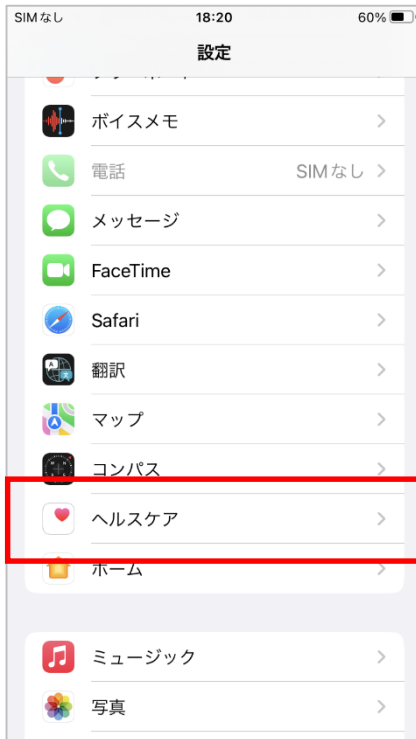 SIMなし 18:20 60%
設定
ボイスメモ
電話 SIMなし
メッセージ
FaceTime
Safari
翻訳
マップ
コンパス
ヘルスケア
ホーム
ミュージック
写真